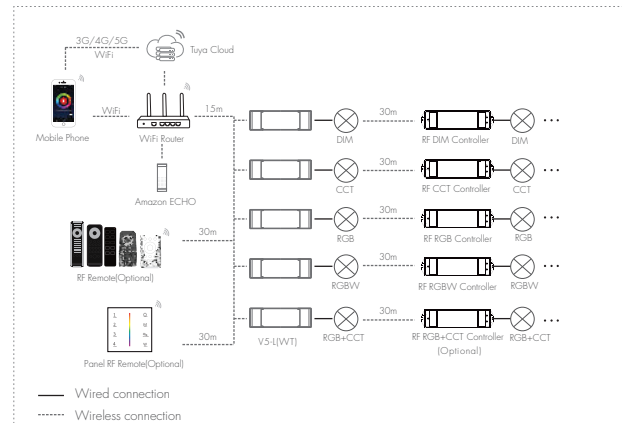 3G/4G/5G
WiFi
Tuya Cloud
WiFi
15m
Mobile Phone
WiFi Router
Amazon ECHO
30m
RF Remote(Optional)
30m
Panel RF Remote(Optional)
DIM
30m
RF DIM Controller
DIM
...
CCT
30m
RF CCT Controller
CCT
...
RGB
30m
RF RGB Controller
RGB
...
RGBW
30m
RF RGBW Controller
RGBW
...
V5-L(WT)
RGB+CCT
30m
RF RGB+CCT Controller
(Optional)
RGB+CCT
...
Wired connection
Wireless connection